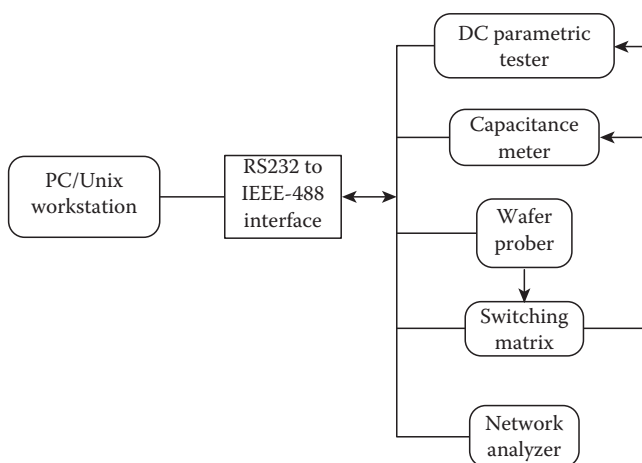 DC parametric
tester
Capacitance
meter
PC/Unix
workstation
RS232 to
IEEE-488
interface
Wafer
prober
Switching
matrix
Network
analyzer